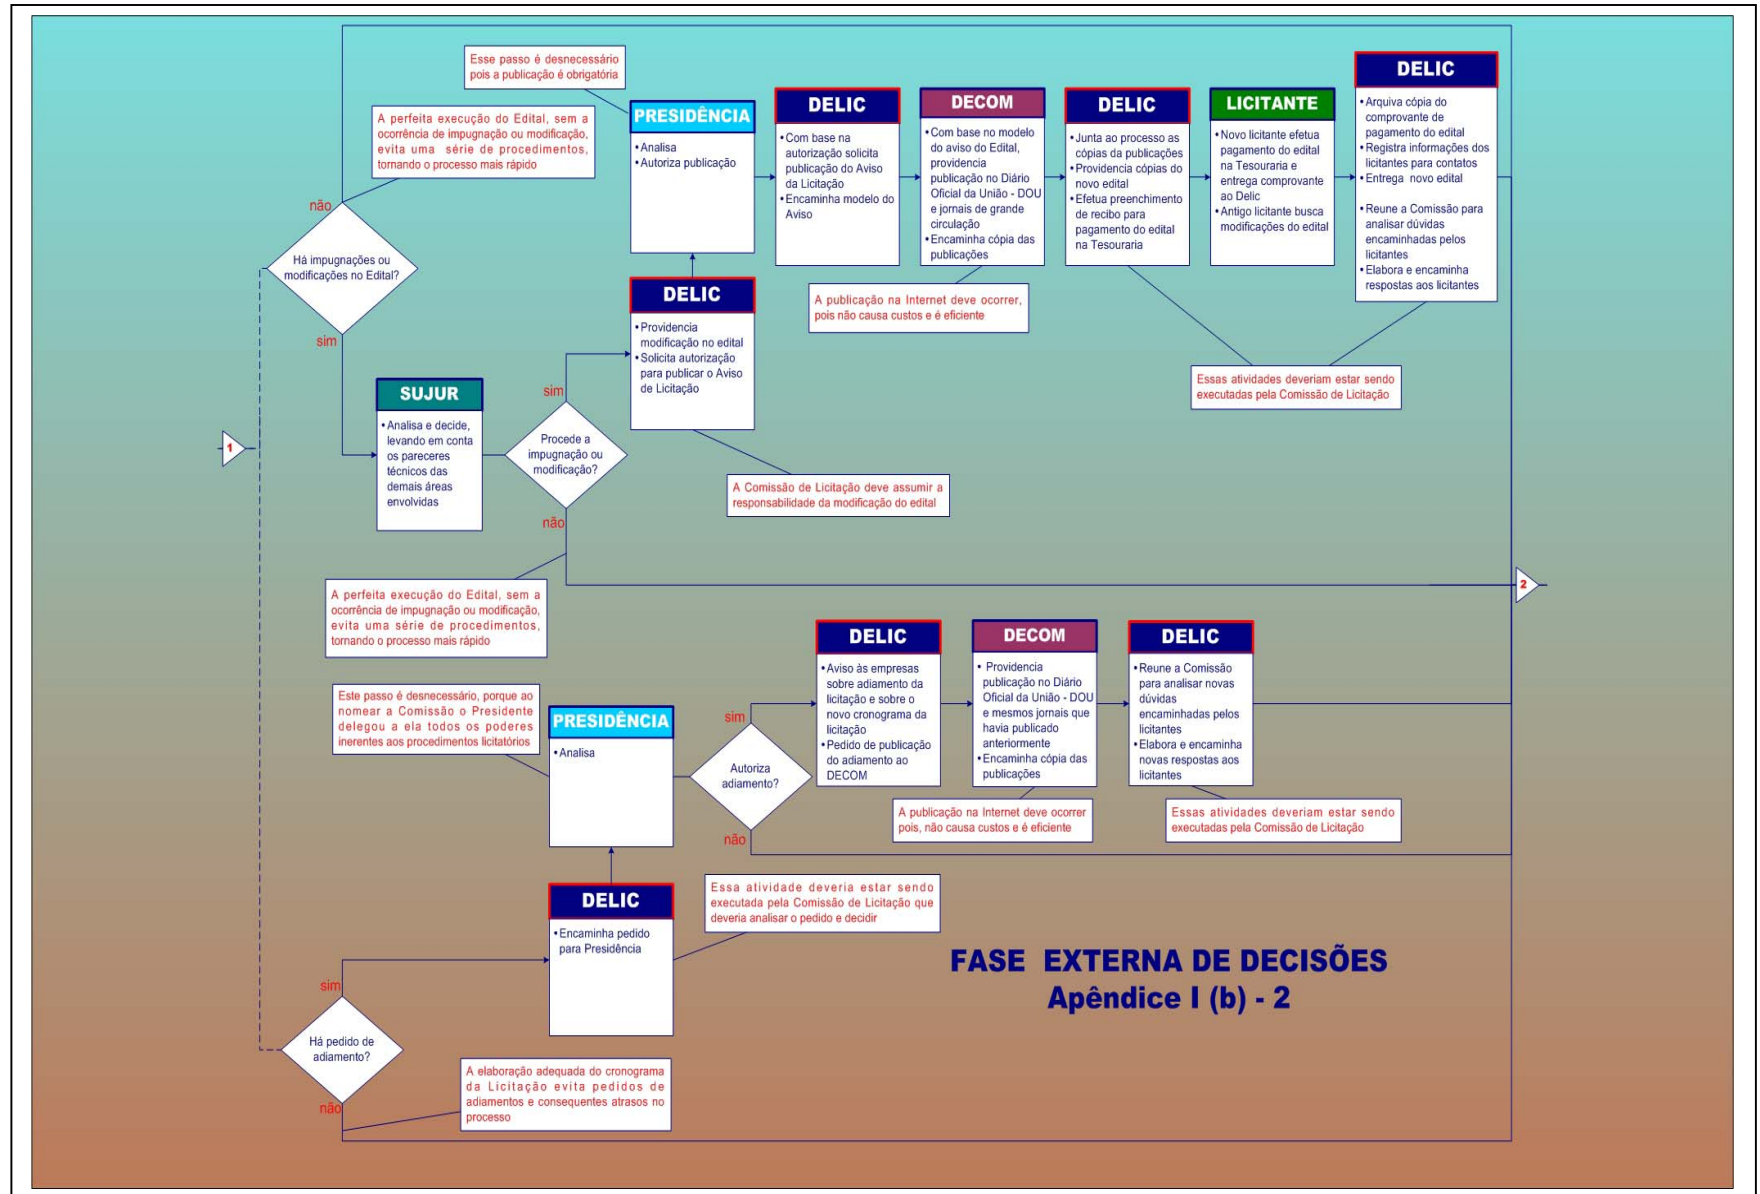 Esse passo é desnecessário
pois a publicação é obrigatória
A perfeita execução do Edital, sem a
ocorrência de impugnação ou modificação,
evita uma série de procedimentos,
tornando o processo mais rápido
PRESIDÊNCIA
• Analisa
• Autoriza publicação
DELIC
• Com base na
autorização solicita
publicação do Aviso
da Licitação
• Encaminha modelo do
Aviso
DECOM
• Com base no modelo
do aviso do Edital,
providencia
publicação no Diário
Oficial da União - DOU
e jornais de grande
circulação
• Encaminha cópia das
publicações
DELIC
• Junta ao processo as
cópias da publicações
• Providencia cópias do
novo edital
• Efetua preenchimento
de recibo para
pagamento do edital
na Tesouraria
LICITANTE
• Novo licitante efetua
pagamento do edital
na Tesouraria e
entrega comprovante
ao Delic
• Antigo licitante busca
modificações do edital
DELIC
• Arquiva cópia do
comprovante de
pagamento do edital
• Registra informações dos
licitantes para contatos
• Entrega novo edital
• Reune a Comissão para
analisar dúvidas
encaminhadas pelos
licitantes
• Elabora e encaminha
respostas aos licitantes
não
Há impugnações ou
modificações no Edital?
sim
A publicação na Internet deve ocorrer,
pois não causa custos e é eficiente
DELIC
• Providencia
modificação no edital
• Solicita autorização
para publicar o Aviso
de Licitação
Essas atividades deveriam estar sendo
executadas pela Comissão de Licitação
1
SUJUR
• Analisa e decide,
levando em conta
os pareceres
técnicos das
demais áreas
envolvidas
sim
Procede a
impugnação ou
modificação?
não
A Comissão de Licitação deve assumir a
responsabilidade da modificação do edital
2
A perfeita execução do Edital, sem a
ocorrência de impugnação ou modificação,
evita uma série de procedimentos,
tornando o processo mais rápido
Este passo é desnecessário, porque ao
nomear a Comissão o Presidente
delegou a ela todos os poderes
inerentes aos procedimentos licitatórios
PRESIDÊNCIA
• Analisa
sim
Autoriza
adiamento?
não
DELIC
• Aviso às empresas
sobre adiamento da
licitação e sobre o
novo cronograma da
licitação
• Pedido de publicação
do adiamento ao
DECOM
DECOM
• Providencia
publicação no Diário
Oficial da União - DOU
e mesmos jornais que
havia publicado
anteriormente
• Encaminha cópia das
publicações
DELIC
• Reune a Comissão
para analisar novas
dúvidas
encaminhadas pelos
licitantes
• Elabora e encaminha
novas respostas aos
licitantes
A publicação na Internet deve ocorrer
pois, não causa custos e é eficiente
Essas atividades deveriam estar sendo
executadas pela Comissão de Licitação
DELIC
• Encaminha pedido
para Presidência
Essa atividade deveria estar sendo
executada pela Comissão de Licitação que
deveria analisar o pedido e decidir
sim
Há pedido de
adiamento?
não
A elaboração adequada do cronograma
da Licitação evita pedidos de
adiamentos e consequentes atrasos no
processo
FASE EXTERNA DE DECISÕES
Apêndice I (b) - 2